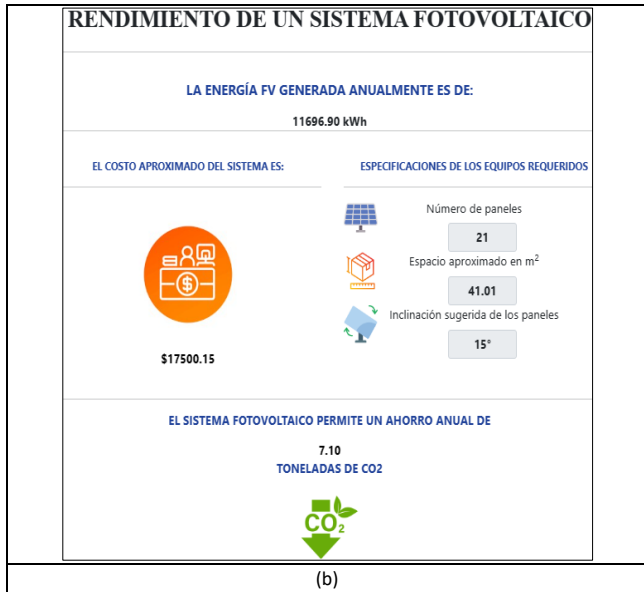 RENDIMIENTO DE UN SISTEMA FOTOVOLTAICO
LA ENERGÍA FV GENERADA ANUALMENTE ES DE:
11696.90 kWh
EL COSTO APROXIMADO DEL SISTEMA ES:
$17500.15
ESPECIFICACIONES DE LOS EQUIPOS REQUERIDOS
Número de paneles
21
Espacio aproximado en m²
41.01
Inclinación sugerida de los paneles
15°
EL SISTEMA FOTOVOLTAICO PERMITE UN AHORRO ANUAL DE
7.10
TONELADAS DE CO2
CO₂
(b)